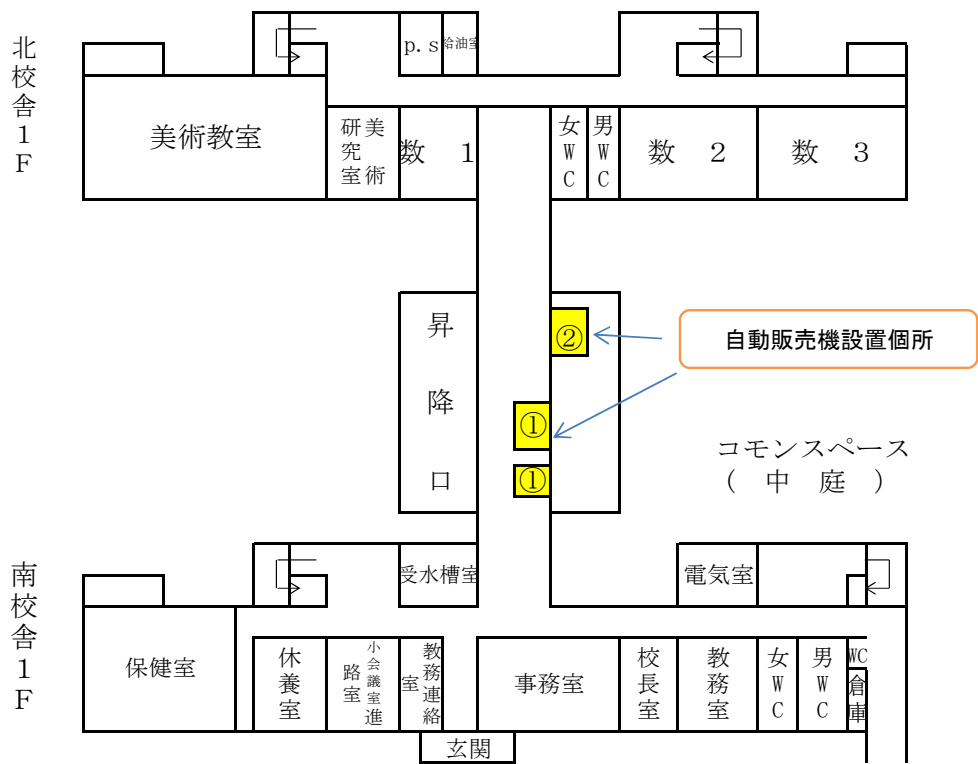 北校舎1F
p.s
給油室
美術教室
美術
研究室
数 1
女WC
男WC
数 2
数 3
昇降口
②
自動販売機設置個所
①
①
コモンスペース
( 中 庭 )
南校舎1F
受水槽室
電気室
保健室
休養室
小会議室進
路室
教務連絡
室
事務室
校長室
教務室
女WC
男WC
WC
倉庫
玄関